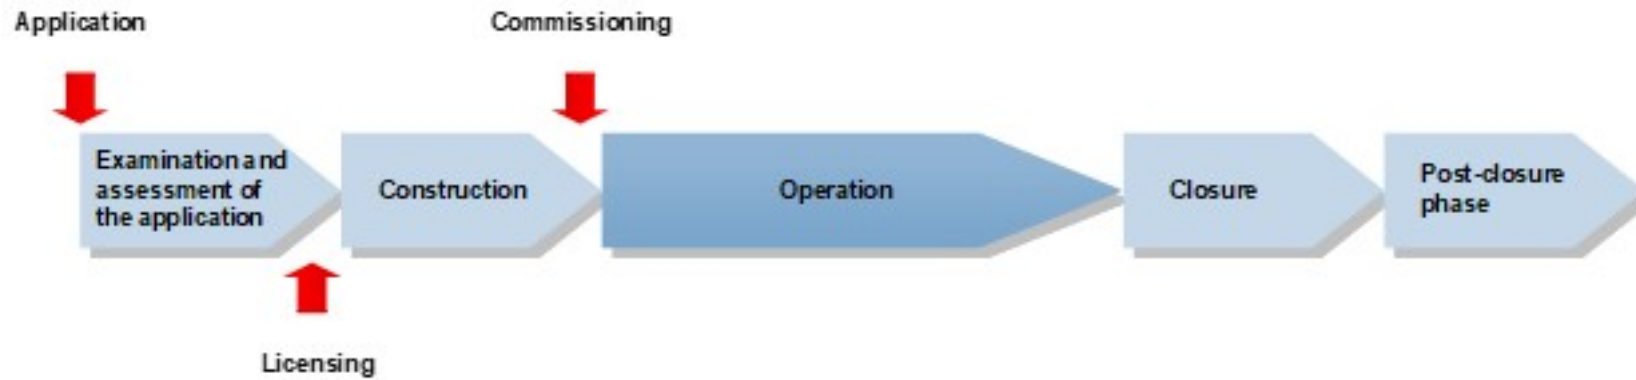 Application
Commissioning
Examination and
assessment of
the application
Construction
Operation
Closure
Post-closure
phase
Licensing